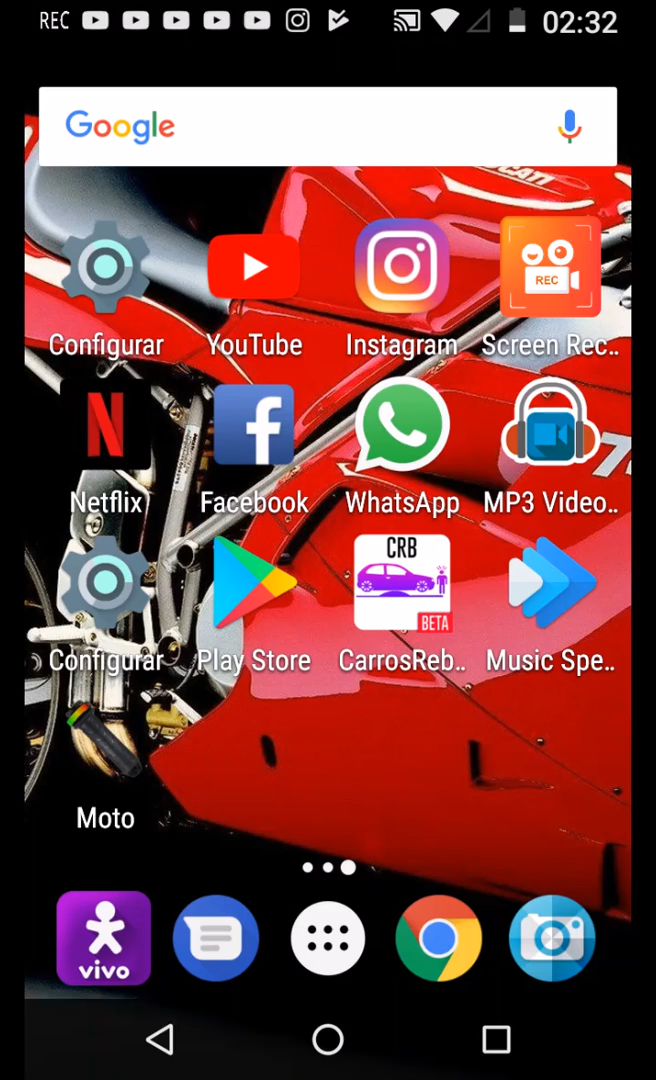 REC 02:32
Google
DUCATI
REC
Configurar YouTube Instagram Screen Rec..
N f
Netflix Facebook WhatsApp MP3 Video..
CRB
BETA
Configurar Play Store CarrosReb.. Music Spe..
Moto
vivo